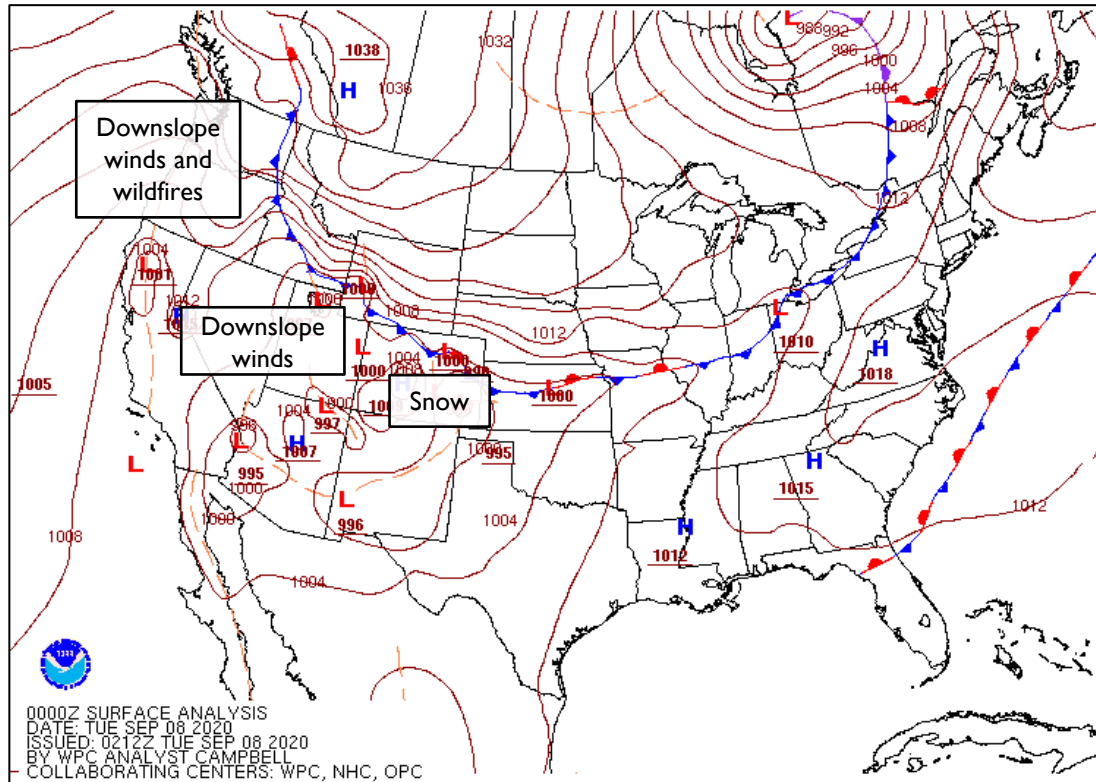 1032
L
988
992
996
1000
1004
1008
1038
H
1036
Downslope
winds and
wildfires
1012
1004
L
1001
1012
Downslope
winds
L
1008
L
1000
1008
1012
L
1010
H
1018
L
1000
1004
1008
L
1000
Snow
L
1000
1005
1004
H
1007
L
997
L
995
1000
1008
995
1004
L
996
L
1008
1004
H
1015
H
1012
1012
0000Z SURFACE ANALYSIS
DATE: TUE SEP 08 2020
ISSUED: 0212Z TUE SEP 08 2020
BY WPC ANALYST CAMPBELL
COLLABORATING CENTERS: WPC, NHC, OPC